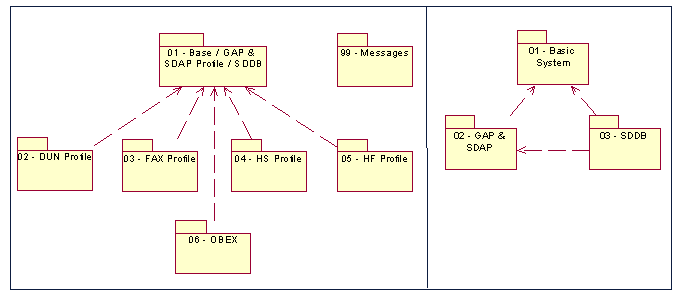 01 - Base / GAP &
SDAP Profile / SDDB
99 - Messages
02 - DUN Profile
03 - FAX Profile
04 - HS Profile
05 - HF Profile
06 - OBEX
01 - Basic
System
02 - GAP &
SDAP
03 - SDDB